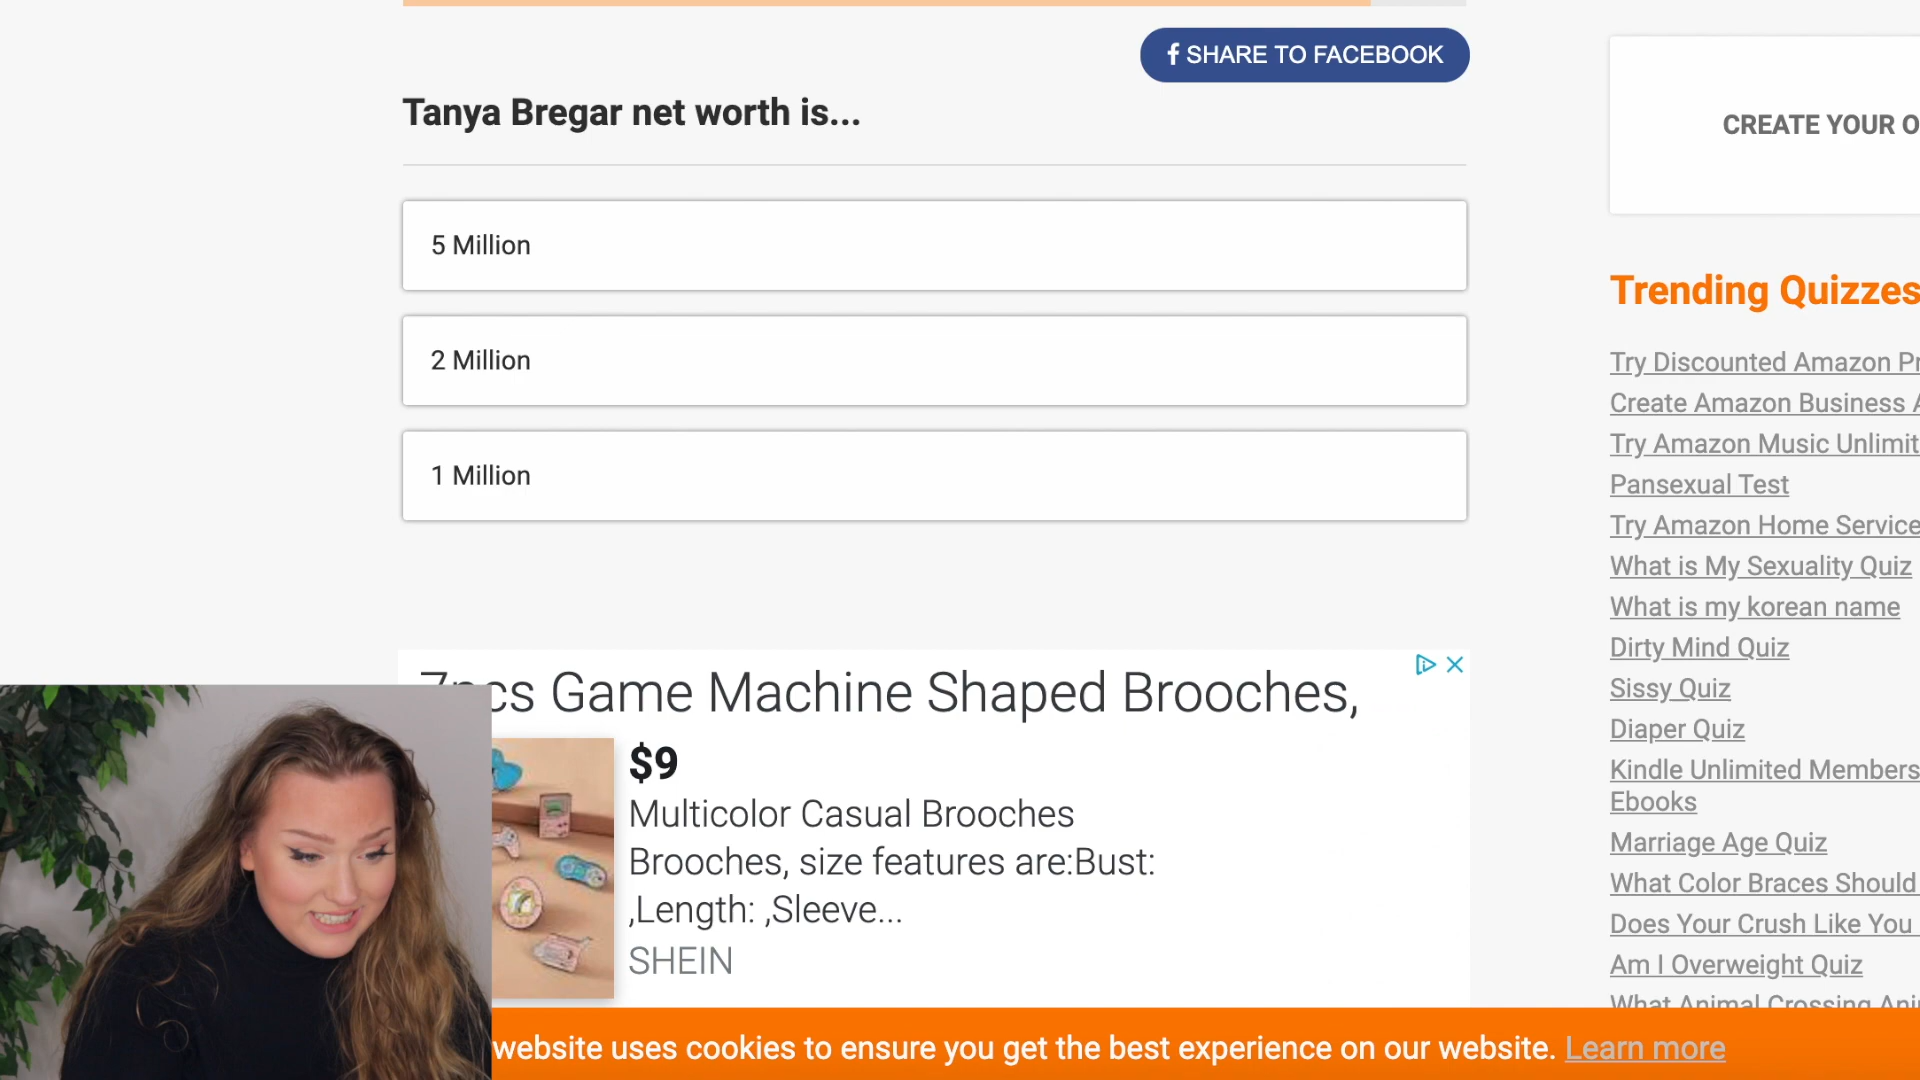 f SHARE TO FACEBOOK
Tanya Bregar net worth is...
5 Million
2 Million
1 Million
cs Game Machine Shaped Brooches,
$9
Multicolor Casual Brooches
Brooches, size features are:Bust:
,Length: ,Sleeve...
SHEIN
website uses cookies to ensure you get the best experience on our website. Learn more
CREATE YOUR O
Trending Quizzes
Try Discounted Amazon Pr
Create Amazon Business A
Try Amazon Music Unlimit
Pansexual Test
Try Amazon Home Service
What is My Sexuality Quiz
What is my korean name
Dirty Mind Quiz
Sissy Quiz
Diaper Quiz
Kindle Unlimited Members
Ebooks
Marriage Age Quiz
What Color Braces Should
Does Your Crush Like You
Am I Overweight Quiz
What Animal Crossing Ani